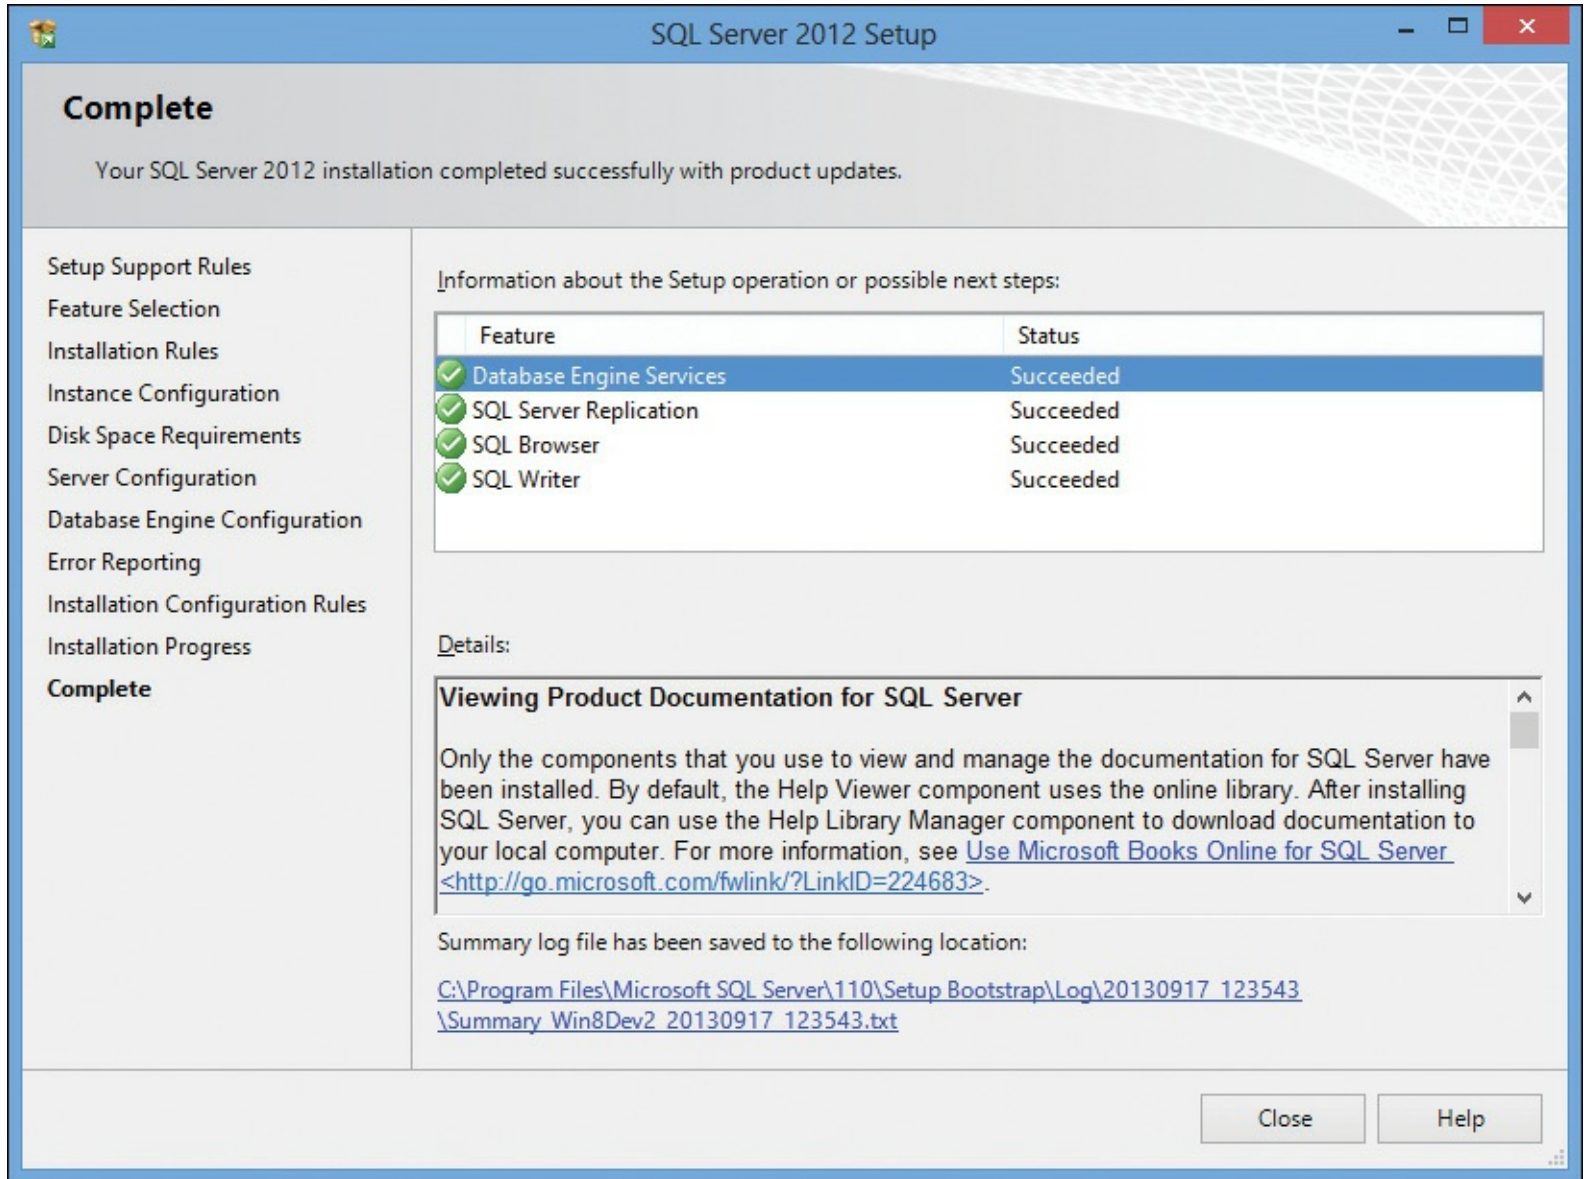 SQL Server 2012 Setup
Complete
Your SQL Server 2012 installation completed successfully with product updates.
Setup Support Rules
Feature Selection
Installation Rules
Instance Configuration
Disk Space Requirements
Server Configuration
Database Engine Configuration
Error Reporting
Installation Configuration Rules
Installation Progress
Complete
Information about the Setup operation or possible next steps:
Feature Status
Database Engine Services Succeeded
SQL Server Replication Succeeded
SQL Browser Succeeded
SQL Writer Succeeded
Details:
Viewing Product Documentation for SQL Server
Only the components that you use to view and manage the documentation for SQL Server have
been installed. By default, the Help Viewer component uses the online library. After installing
SQL Server, you can use the Help Library Manager component to download documentation to
your local computer. For more information, see Use Microsoft Books Online for SQL Server
<http://go.microsoft.com/fwlink/?LinkID=224683>.
Summary log file has been saved to the following location:
C:\Program Files\Microsoft SQL Server\110\Setup Bootstrap\Log\20130917_123543
\Summary_Win8Dev2_20130917_123543.txt
Close Help